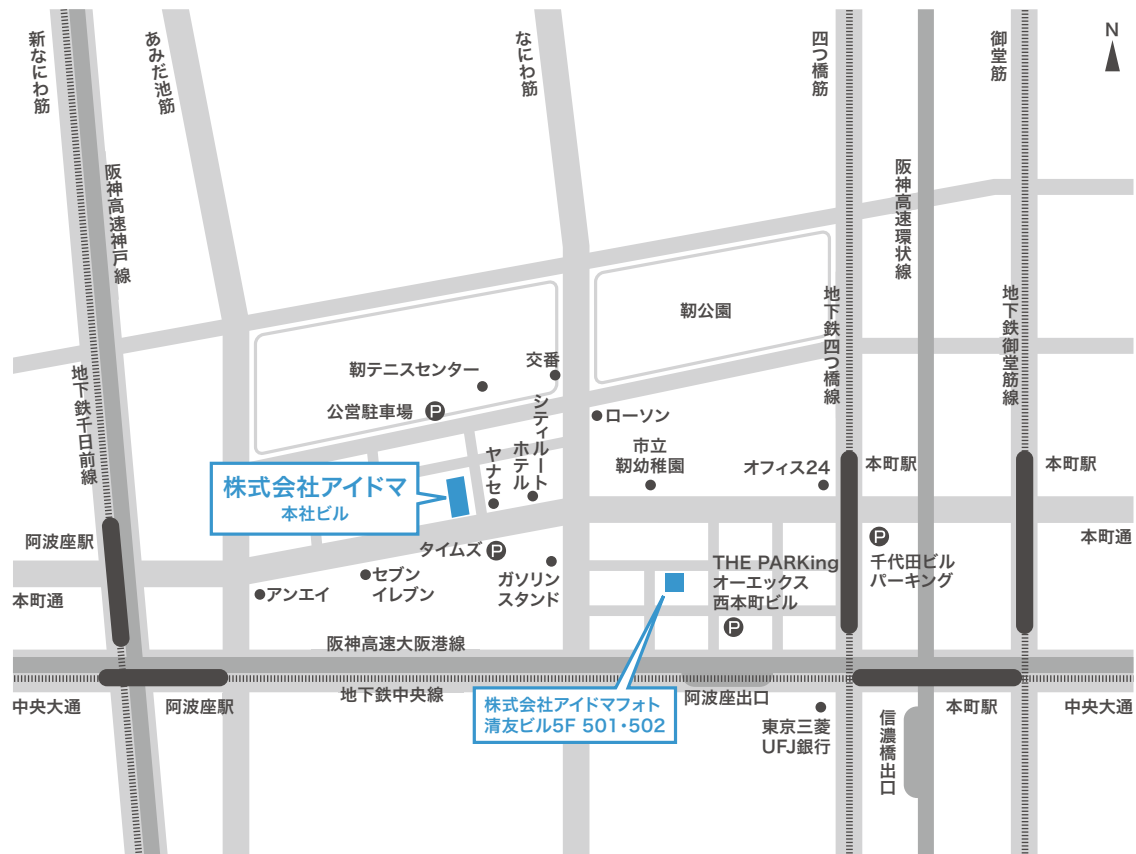 新なにわ筋
あみだ池筋
なにわ筋
四つ橋筋
御堂筋
N
阪神高速神戸線
阪神高速環状線
地下鉄四つ橋線
地下鉄御堂筋線
靭公園
地下鉄千日前線
交番
靭テニスセンター
公営駐車場
P
シティルート
ホテル
ヤナセ
ローソン
市立
靭幼稚園
オフィス24
本町駅
本町駅
株式会社アイドマ
本社ビル
阿波座駅
タイムズ
P
本町通
P
千代田ビル
パーキング
THE PARKing
オーエックス
西本町ビル
P
セブン
イレブン
アンエイ
ガソリン
スタンド
本町通
阪神高速大阪港線
地下鉄中央線
中央大通
阿波座駅
株式会社アイドマフォト
清友ビル5F 501・502
阿波座出口
本町駅
中央大通
東京三菱
UFJ銀行
信濃橋出口